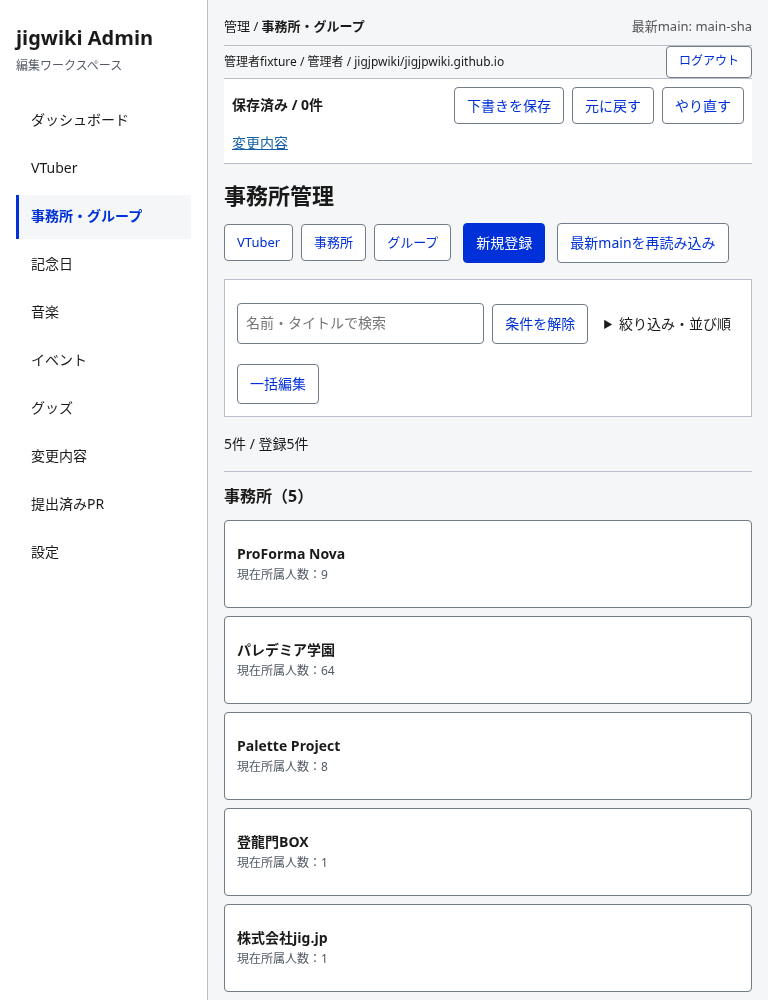 jigwiki Admin
編集ワークスペース
ダッシュボード
VTuber
事務所・グループ
記念日
音楽
イベント
グッズ
変更内容
提出済みPR
設定
管理 / 事務所・グループ
最新main: main-sha
管理者fixture / 管理者 / jigjpwiki/jigjpwiki.github.io
ログアウト
保存済み / 0件
下書きを保存
元に戻す
やり直す
変更内容
事務所管理
VTuber
事務所
グループ
新規登録
最新mainを再読み込み
名前・タイトルで検索
条件を解除
▶ 絞り込み・並び順
一括編集
5件 / 登録5件
事務所（5）
ProForma Nova
現在所属人数：9
パレデミア学園
現在所属人数：64
Palette Project
現在所属人数：8
登龍門BOX
現在所属人数：1
株式会社jig.jp
現在所属人数：1